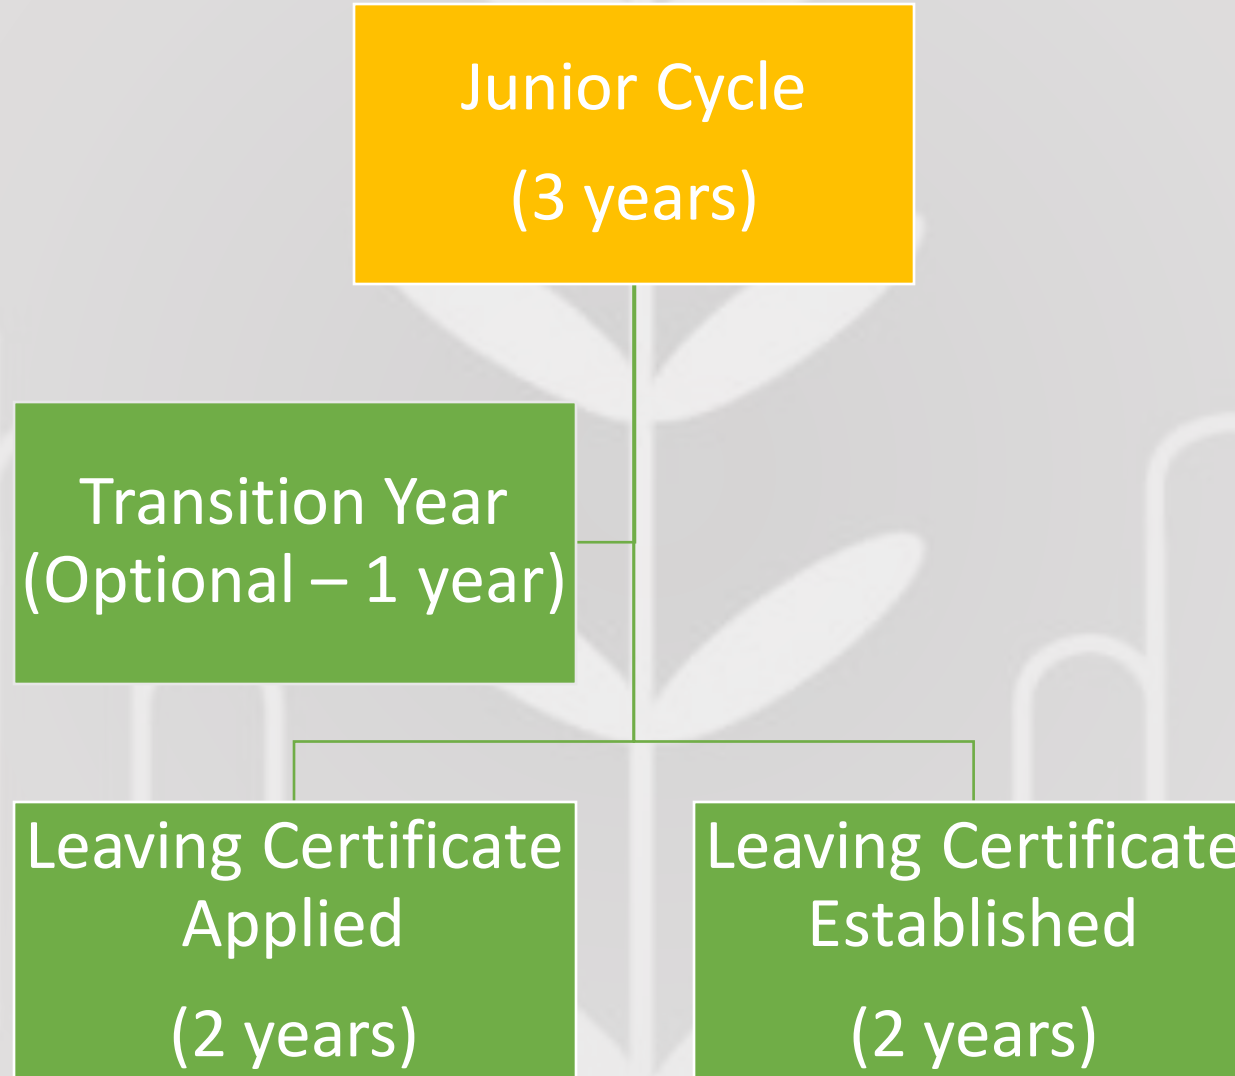 Junior Cycle
(3 years)
Transition Year
(Optional – 1 year)
Leaving Certificate
Applied
(2 years)
Leaving Certificate
Established
(2 years)